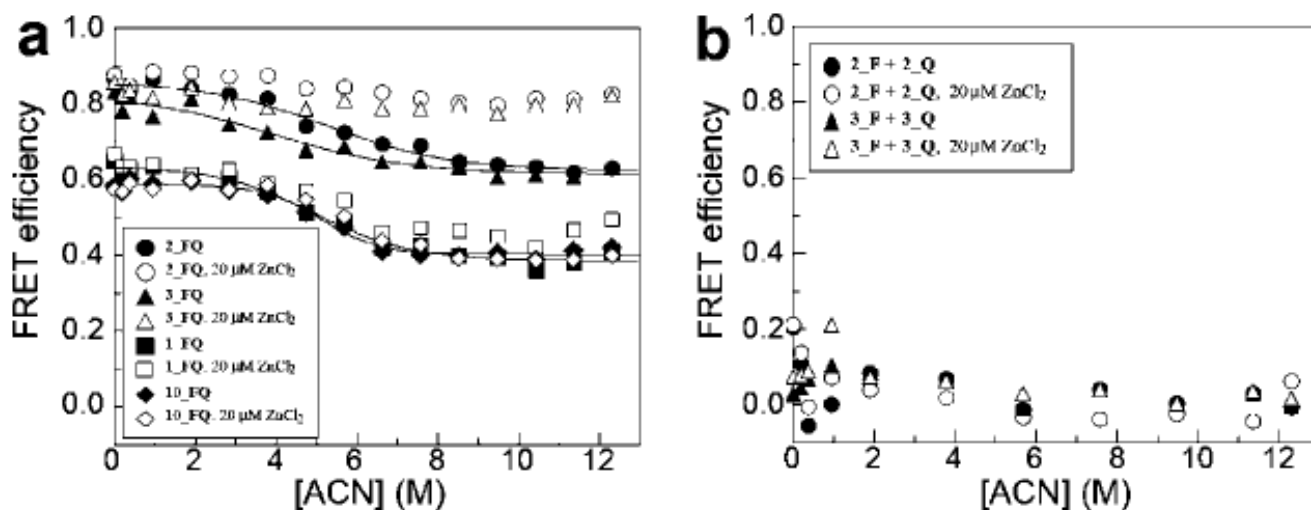 a
FRET efficiency
1.0
0.8
0.6
0.4
0.2
0.0
2_FQ
2_FQ, 20 µM ZnCl₂
3_FQ
3_FQ. 20 µM ZnCl₂
1_FQ
1_FQ. 20 µM ZnCl₂
10_FQ
10_FQ. 20 µM ZnCl₂
0 2 4 6 8 10 12
[ACN] (M)
b
FRET efficiency
1.0
0.8
0.6
0.4
0.2
0.0
2_F + 2_Q
2_F + 2_Q, 20 µM ZnCl₂
3_F + 3_Q
3_F + 3_Q, 20 µM ZnCl₂
0 2 4 6 8 10 12
[ACN] (M)